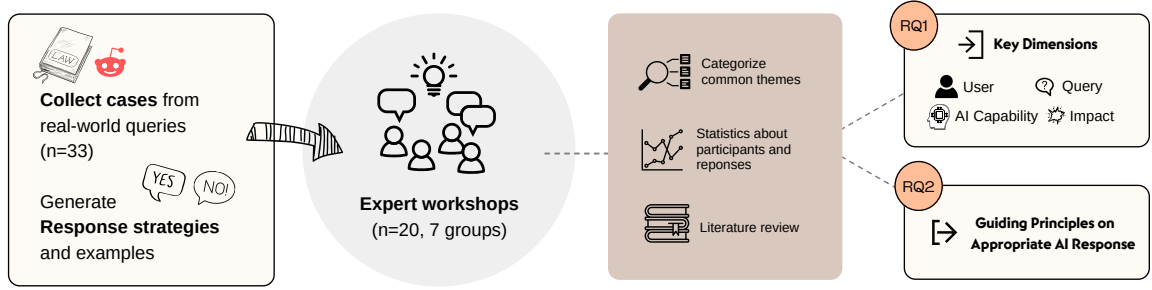 LAW
Collect cases from
real-world queries
(n=33)
YES
NO!
Generate
Response strategies
and examples
Expert workshops
(n=20, 7 groups)
Categorize
common themes
Statistics about
participants and
reponses
Literature review
RQ1
Key Dimensions
User
Query
?
AI Capability
Impact
RQ2
Guiding Principles on
Appropriate AI Response